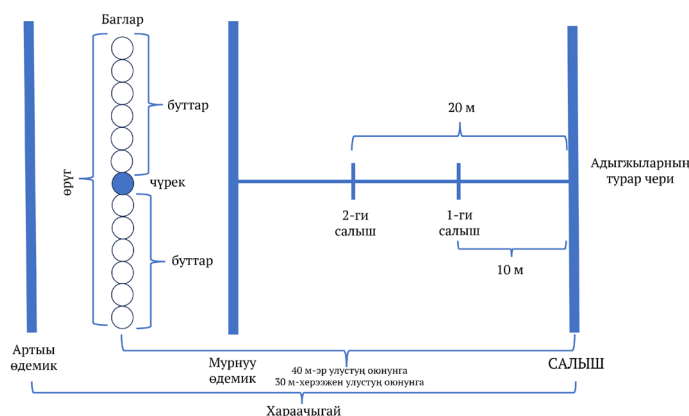 Баглар
буттар
өрүг
чүрек
буттар
20 м
Адыгжыларның
турар чери
2-ги
салыш
1-ги
салыш
10 м
Артыы
өдемик
Мурнуу
өдемик
40 м-эр улустуң оюнунга
30 м-херээжен улустуң оюнунга
САЛЫШ
Хараачыгай